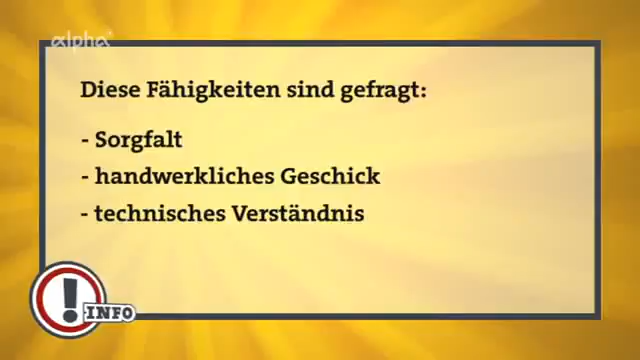 alpha
Diese Fähigkeiten sind gefragt:
- Sorgfalt
- handwerkliches Geschick
- technisches Verständnis
! INFO